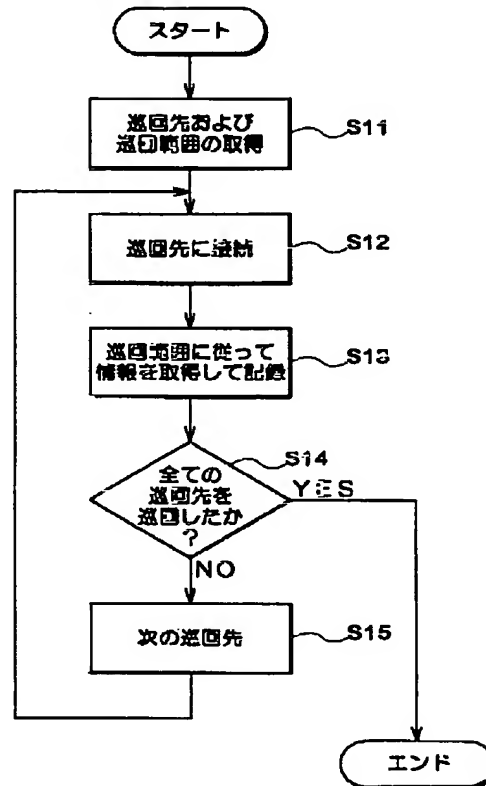 スタート
巡回先および
巡回範囲の取得
S11
巡回先に接続
S12
巡回範囲に従って
情報を取得して記録
S13
S14
全ての
巡回先を
巡回したか
?
YES
NO
次の巡回先
S15
エンド